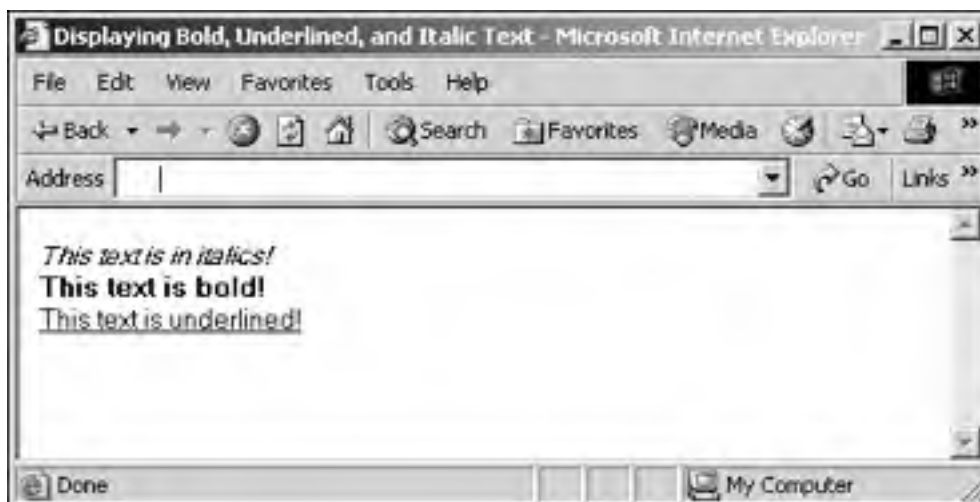 Displaying Bold, Underlined, and Italic Text - Microsoft Internet Explorer
File Edit View Favorites Tools Help
Back Search Favorites Media »
Address Go Links »
This text is in italics!
This text is bold!
This text is underlined!
Done My Computer